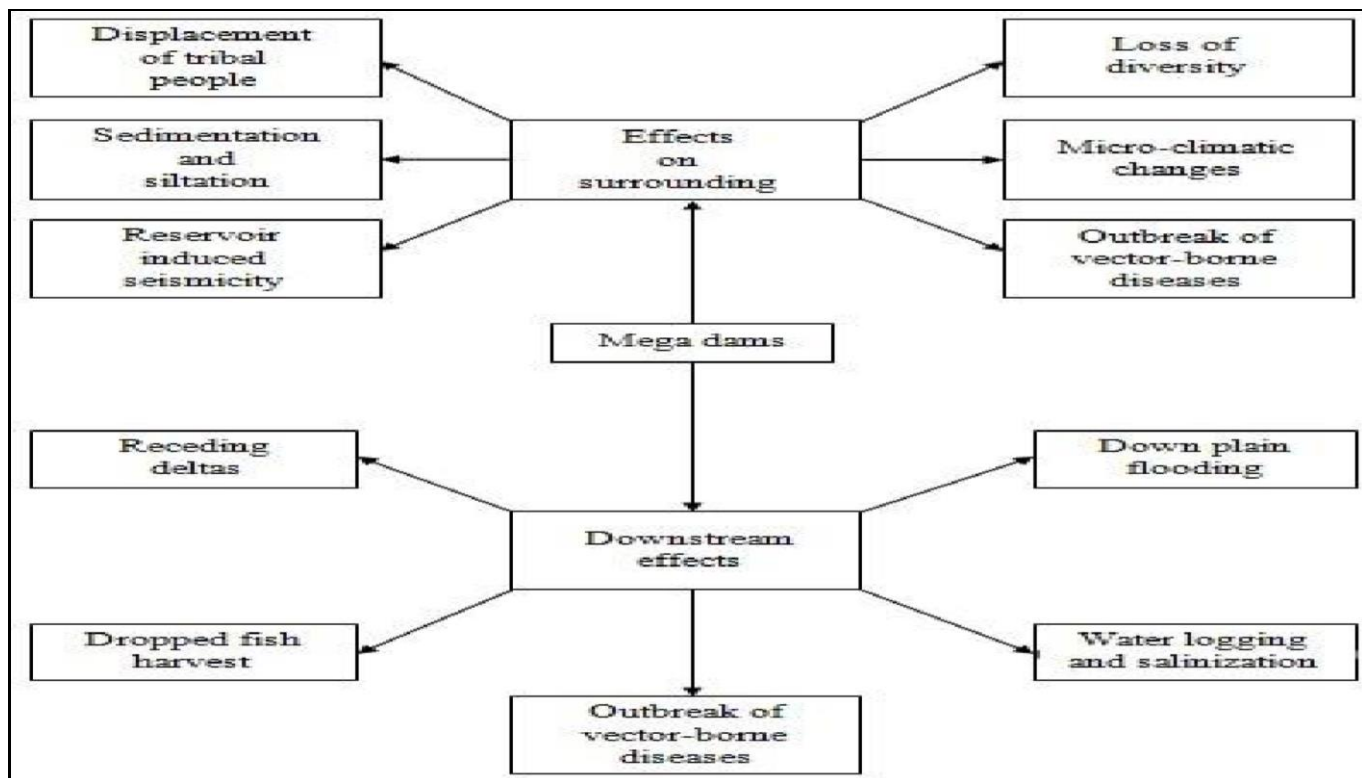 Displacement
of tribal
people
Loss of
diversity
Sedimentation
and
siltation
Effects
on
surrounding
Micro-climatic
changes
Reservoir
induced
seismicity
Outbreak of
vector-borne
diseases
Mega dams
Receding
deltas
Down plain
flooding
Downstream
effects
Dropped fish
harvest
Water logging
and salinization
Outbreak of
vector-borne
diseases